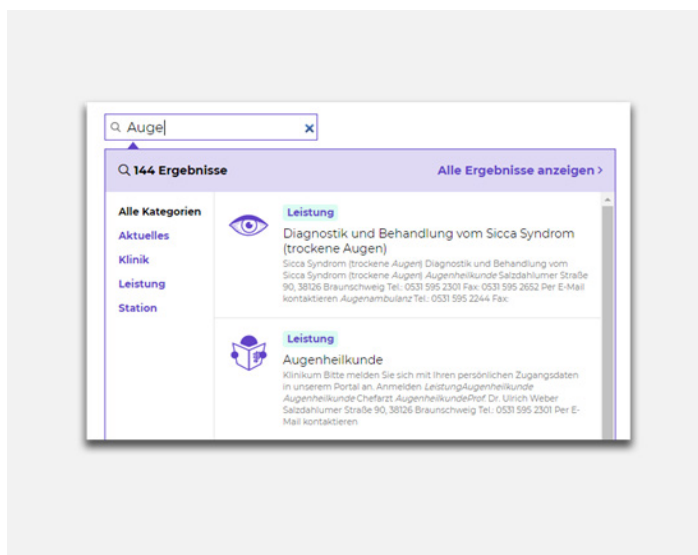 Auge
144 Ergebnisse
Alle Ergebnisse anzeigen
Alle Kategorien
Aktuelles
Klinik
Leistung
Station
Leistung
Diagnostik und Behandlung vom Sicca Syndrom
(trockene Augen)
Sicca Syndrom (trockene Augen) Diagnostik und Behandlung vom
Sicca Syndrom (trockene Augen) Augenheilkunde Salzdahlumer Straße
90, 38126 Braunschweig Tel.: 0531 595 2301 Fax: 0531 595 2652 Per E-Mail
kontaktieren Augenambulanz Tel.: 0531 595 2244 Fax:
Leistung
Augenheilkunde
Klinikum Bitte melden Sie sich mit Ihren persönlichen Zugangsdaten
in unserem Portal an. Anmelden LeistungAugenheilkunde
Augenheilkunde Chefarzt AugenheilkundeProf. Dr. Ulrich Weber
Salzdahlumer Straße 90, 38126 Braunschweig Tel.: 0531 595 2301 Per E-
Mail kontaktieren